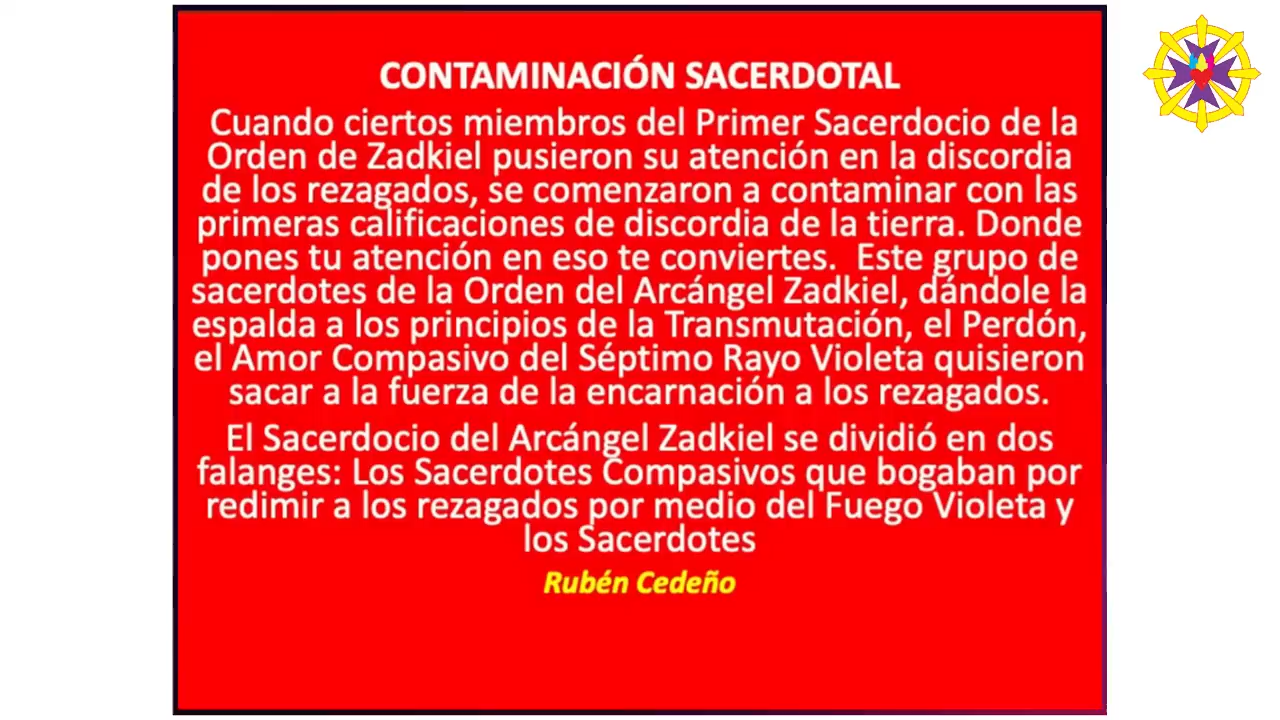 CONTAMINACIÓN SACERDOTAL
Cuando ciertos miembros del Primer Sacerdocio de la
Orden de Zadkiel pusieron su atención en la discordia
de los rezagados, se comenzaron a contaminar con las
primeras calificaciones de discordia de la tierra. Donde
pones tu atención en eso te conviertes.  Este grupo de
sacerdotes de la Orden del Arcángel Zadkiel, dándole la
espalda a los principios de la Transmutación, el Perdón,
el Amor Compasivo del Séptimo Rayo Violeta quisieron
sacar a la fuerza de la encarnación a los rezagados.
El Sacerdocio del Arcángel Zadkiel se dividió en dos
falanges: Los Sacerdotes Compasivos que bogaban por
redimir a los rezagados por medio del Fuego Violeta y
los Sacerdotes
Rubén Cedeño